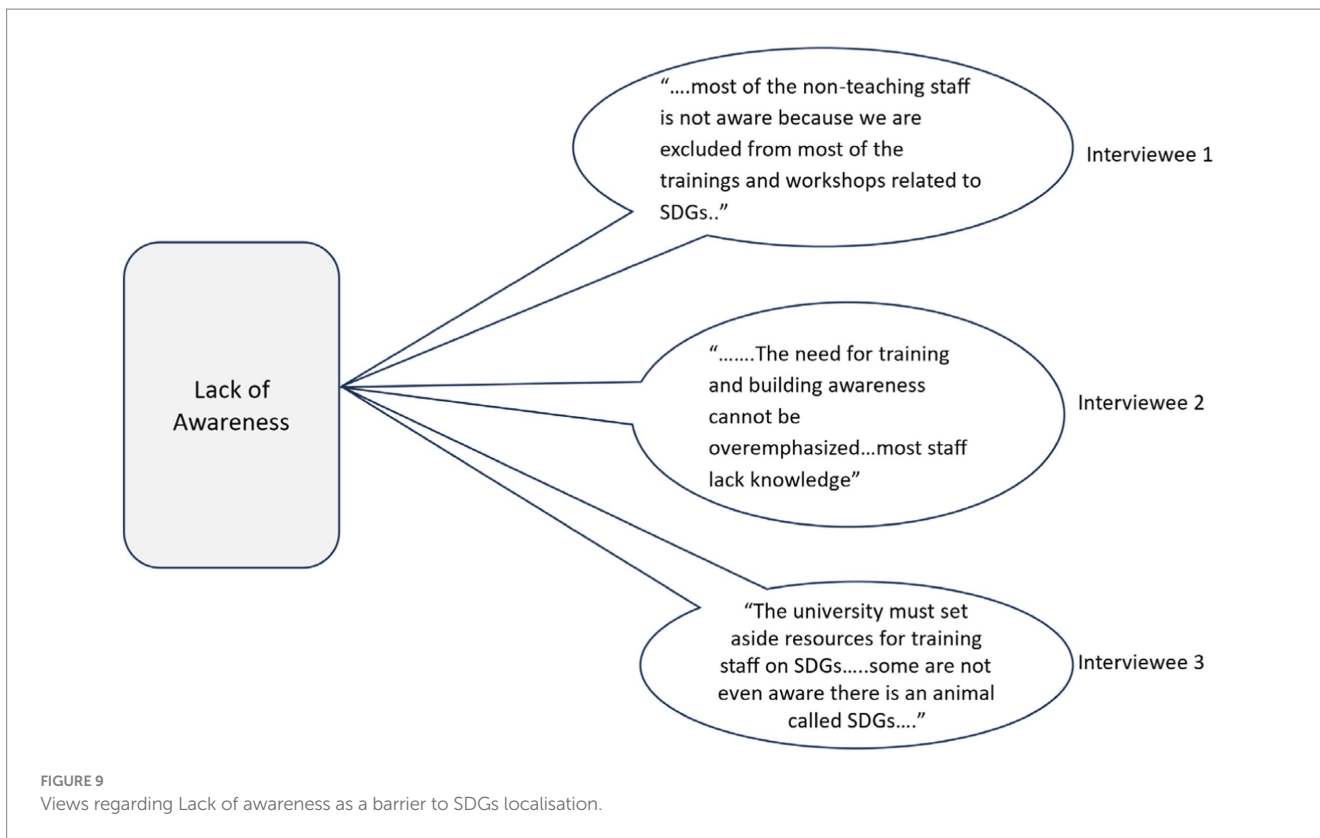 Lack of
Awareness
“....most of the non-teaching staff
is not aware because we are
excluded from most of the
trainings and workshops related to
SDGs..”
Interviewee 1
“.......The need for training
and building awareness
cannot be
overemphasized...most staff
lack knowledge”
Interviewee 2
“The university must set
aside resources for training
staff on SDGs.....some are not
even aware there is an animal
called SDGs....”
Interviewee 3
FIGURE 9
Views regarding Lack of awareness as a barrier to SDGs localisation.